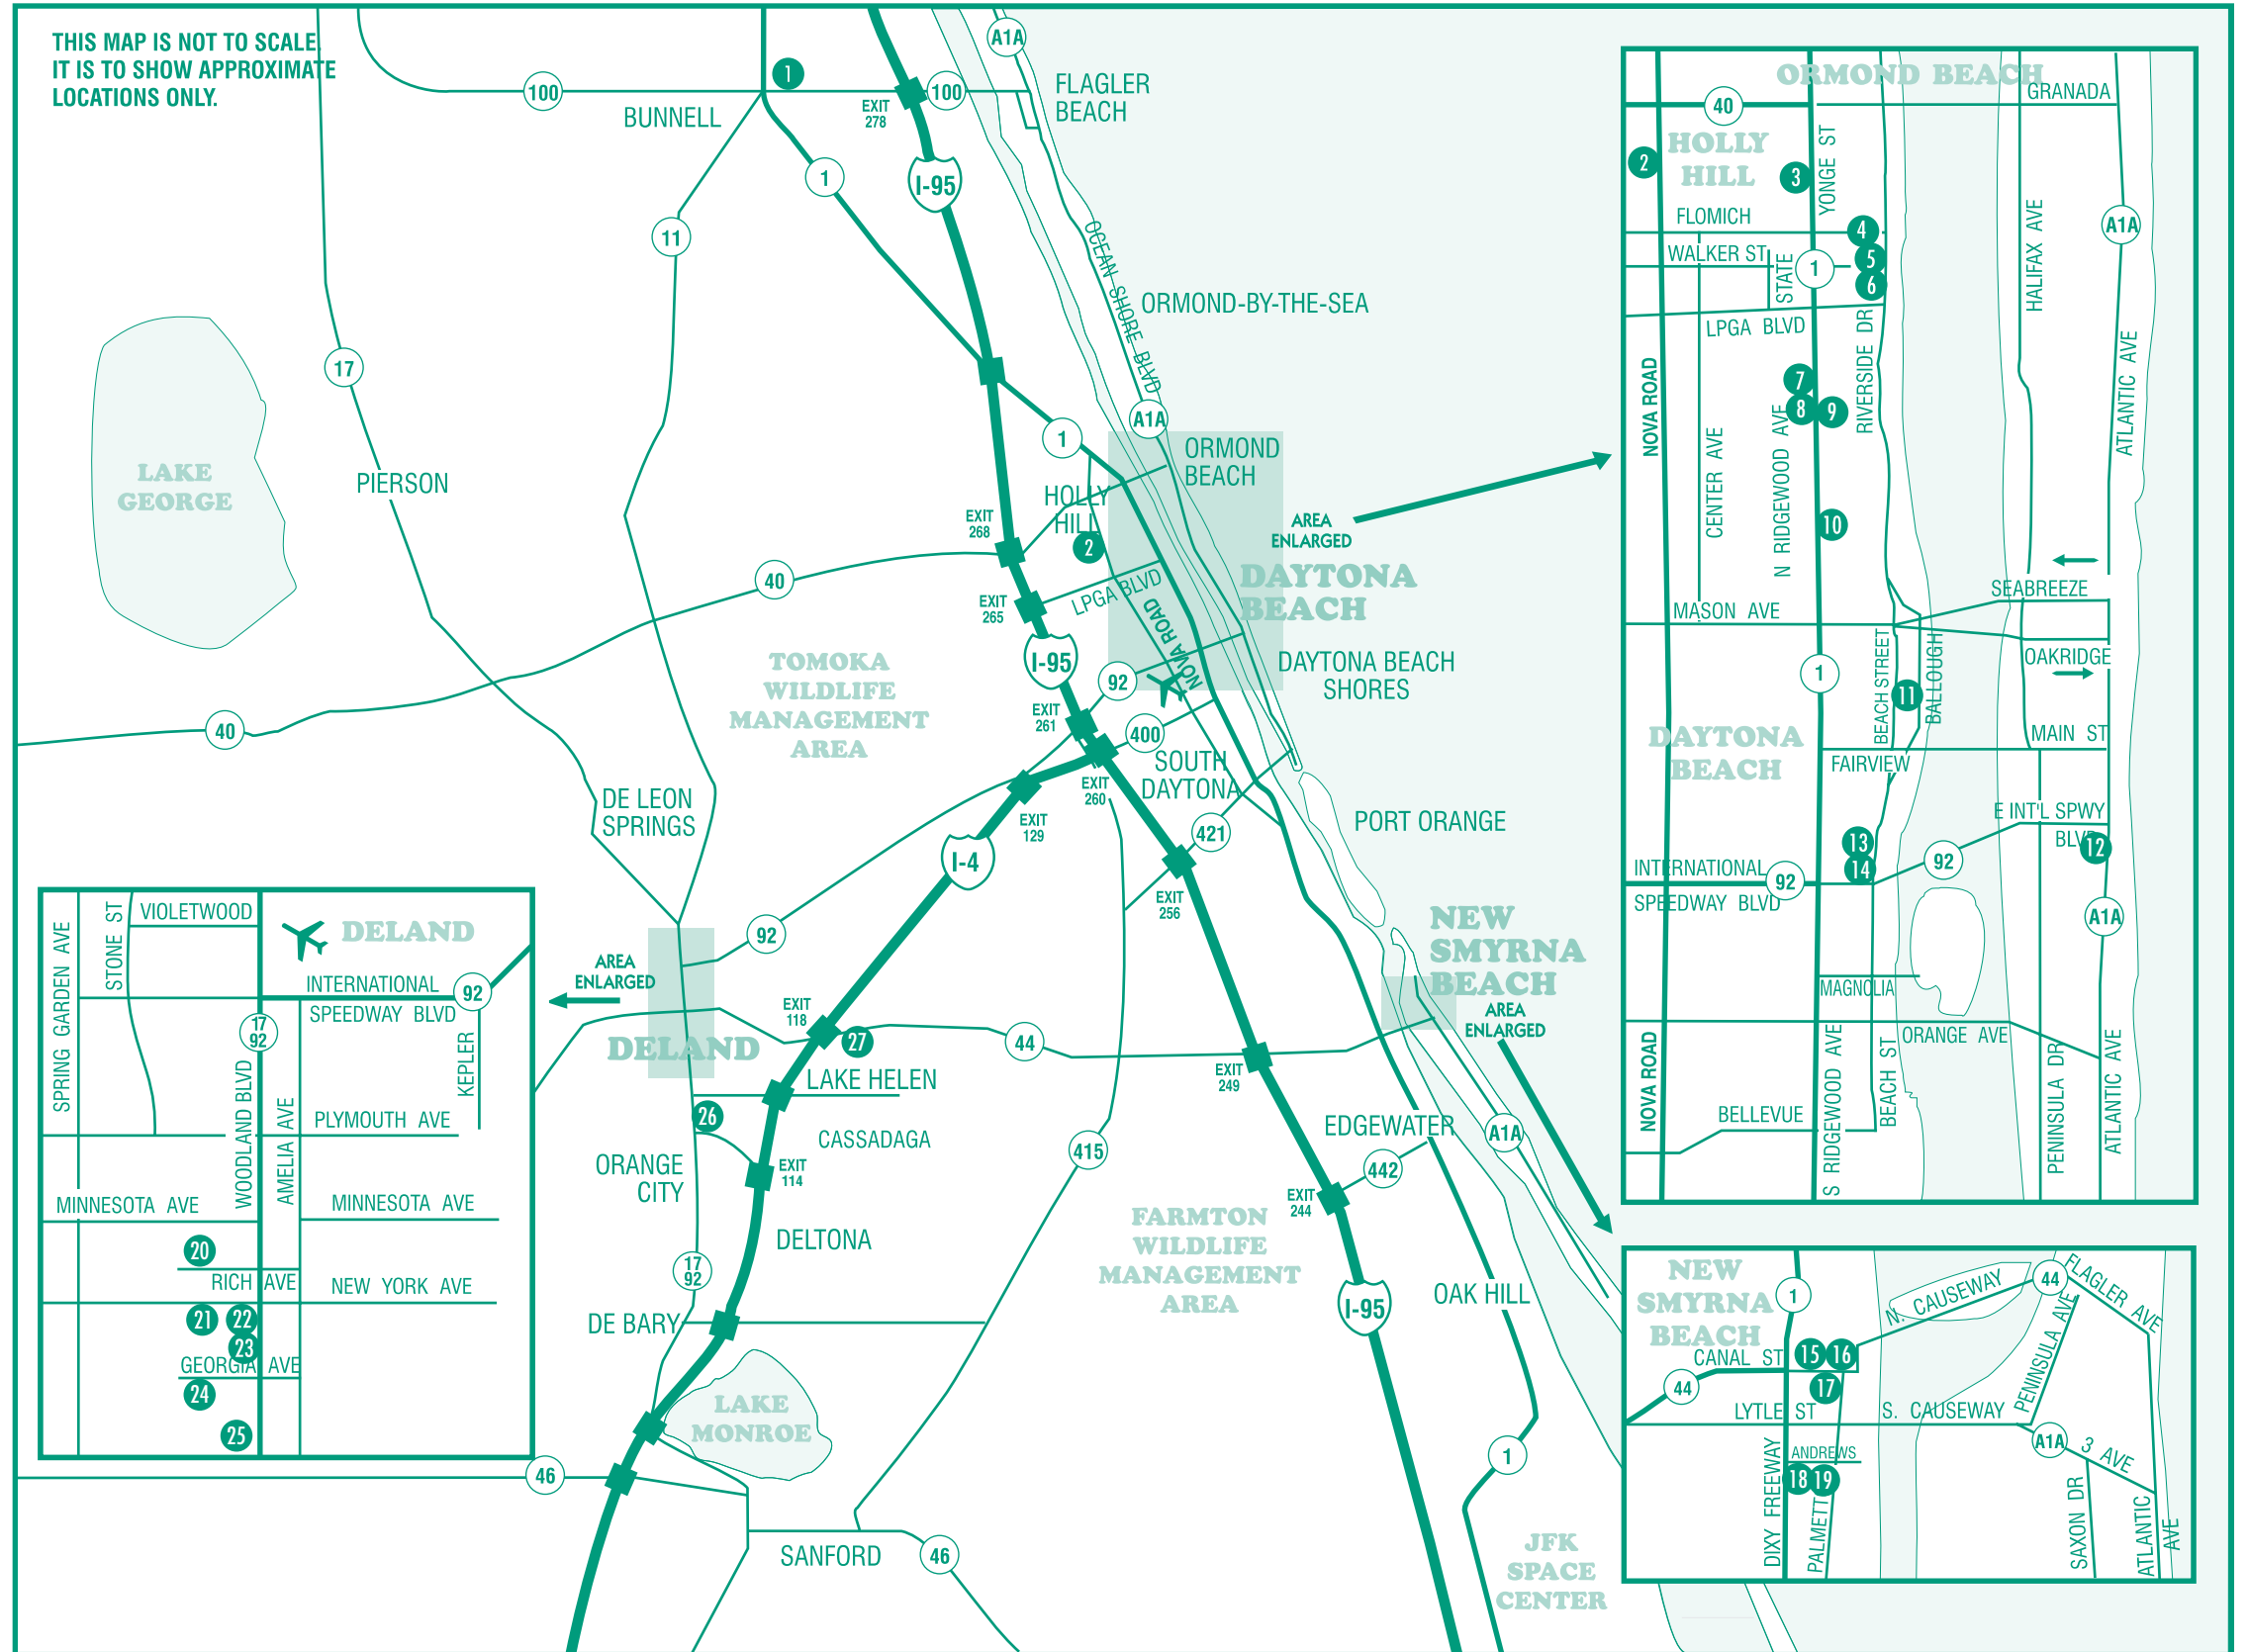 THIS MAP IS NOT TO SCALE.
IT IS TO SHOW APPROXIMATE
LOCATIONS ONLY.
1
100
BUNNELL
EXIT
278
100
A1A
FLAGLER
BEACH
1
I-95
11
OCEAN SHORE BLVD
ORMOND-BY-THE-SEA
17
LAKE
GEORGE
PIERSON
A1A
1
ORMOND
BEACH
HOLLY
HILL
2
EXIT
268
AREA
ENLARGED
40
EXIT
265
LPGA BLVD
NOVA ROAD
DAYTONA
BEACH
I-95
TOMOKA
WILDLIFE
MANAGEMENT
AREA
92
DAYTONA BEACH
SHORES
40
EXIT
261
400
SOUTH
DAYTONA
EXIT
260
DE LEON
SPRINGS
EXIT
129
421
PORT ORANGE
I-4
EXIT
256
92
NEW
SMYRNA
BEACH
AREA
ENLARGED
AREA
ENLARGED
EXIT
118
27
DELAND
44
LAKE HELEN
EXIT
249
26
CASSADAGA
EDGEWATER
A1A
415
442
ORANGE
CITY
EXIT
114
EXIT
244
DELTONA
FARMTON
WILDLIFE
MANAGEMENT
AREA
17
92
OAK HILL
I-95
DE BARY
LAKE
MONROE
46
1
SANFORD
46
JFK
SPACE
CENTER
SPRING GARDEN AVE
STONE ST
VIOLETWOOD
DELAND
INTERNATIONAL
92
SPEEDWAY BLVD
17
92
WOODLAND BLVD
AMELIA AVE
KEPLER
PLYMOUTH AVE
MINNESOTA AVE
MINNESOTA AVE
20
RICH AVE
NEW YORK AVE
21
22
23
GEORGIA AVE
24
25
ORMOND BEACH
GRANADA
40
HOLLY
HILL
2
3
YONGE ST
HALIFAX AVE
A1A
FLOMICH
4
WALKER ST
5
STATE
1
6
LPGA BLVD
RIVERSIDE DR
NOVA ROAD
7
8
9
ATLANTIC AVE
CENTER AVE
N RIDGEWOOD AVE
10
SEABREEZE
MASON AVE
OAKRIDGE
BEACH STREET
BALLOUGH
1
11
DAYTONA
BEACH
MAIN ST
FAIRVIEW
E INT'L SPWY
BLVD
12
13
14
INTERNATIONAL
92
92
SPEEDWAY BLVD
A1A
MAGNOLIA
ORANGE AVE
NOVA ROAD
S RIDGEWOOD AVE
BEACH ST
PENINSULA DR
ATLANTIC AVE
BELLEVUE
NEW
SMYRNA
BEACH
1
N. CAUSEWAY
44
FLAGLER AVE
CANAL ST
15
16
PENINSULA AVE
44
17
LYTLE ST
S. CAUSEWAY
A1A
3 AVE
DIXY FREEWAY
ANDREWS
18
19
PALMETT
SAXON DR
ATLANTIC
AVE